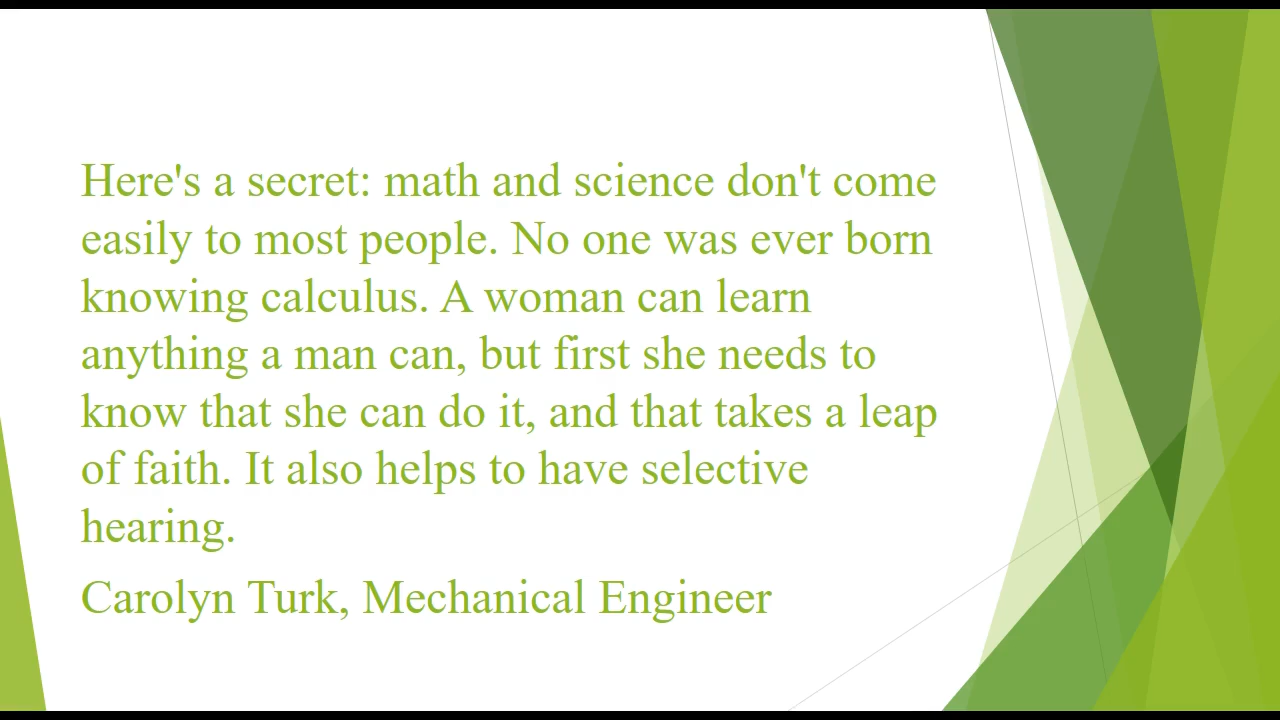 Here's a secret: math and science don't come
easily to most people. No one was ever born
knowing calculus. A woman can learn
anything a man can, but first she needs to
know that she can do it, and that takes a leap
of faith. It also helps to have selective
hearing.
Carolyn Turk, Mechanical Engineer